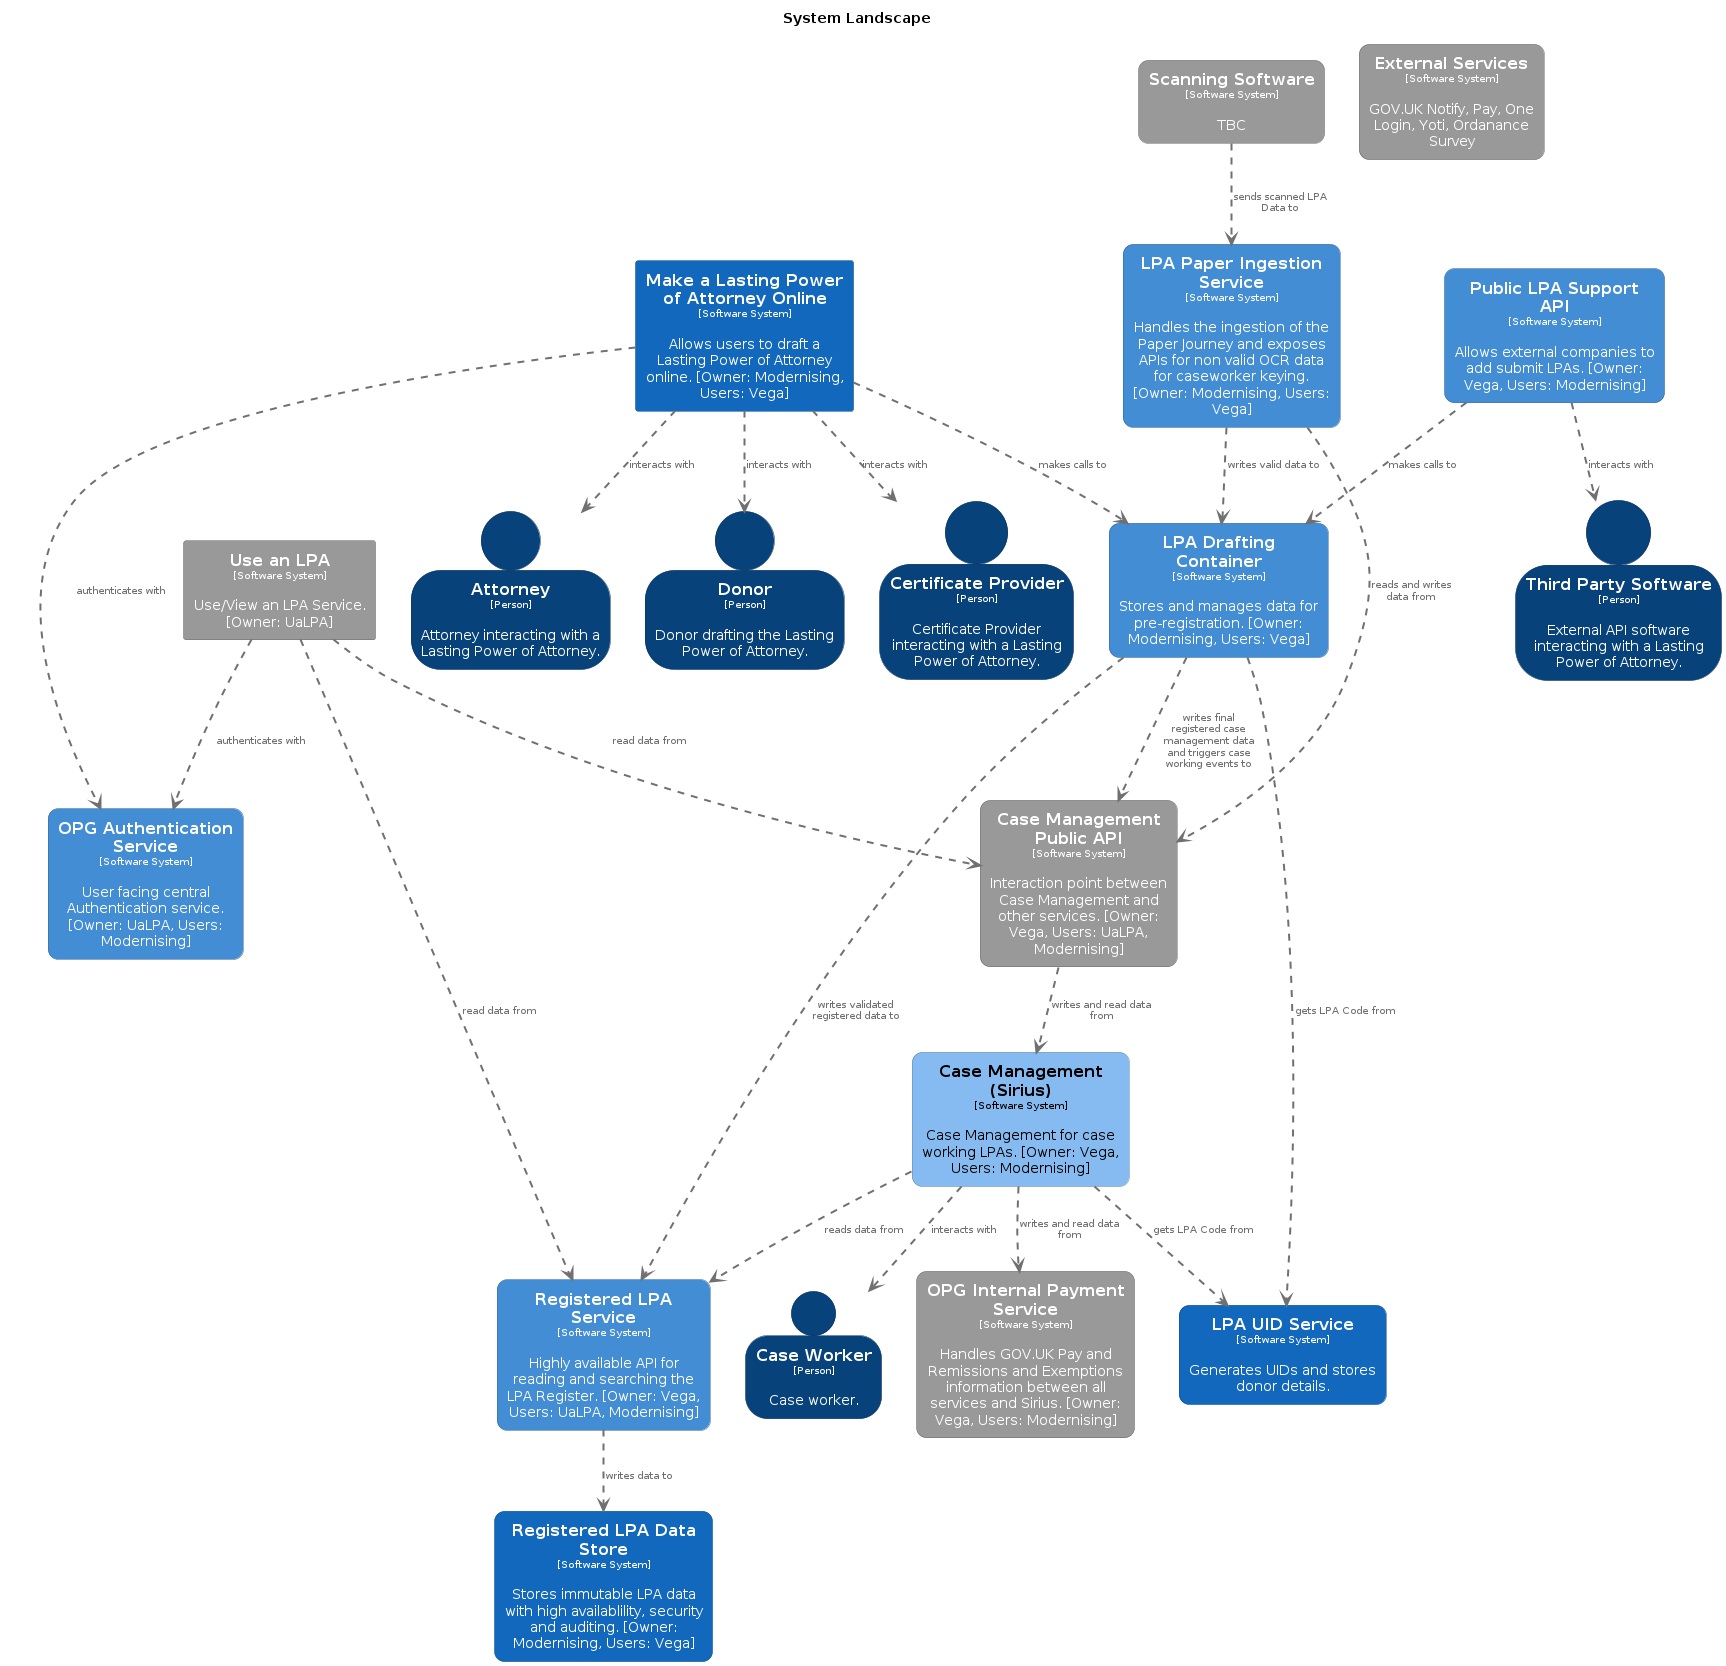 System Landscape
Scanning Software
[Software System]
TBC
External Services
[Software System]
GOV.UK Notify, Pay, One
Login, Yoti, Ordanance
Survey
sends scanned LPA
Data to
Make a Lasting Power
of Attorney Online
[Software System]
Allows users to draft a
Lasting Power of Attorney
online. [Owner: Modernising,
Users: Vega]
LPA Paper Ingestion
Service
[Software System]
Handles the ingestion of the
Paper Journey and exposes
APIs for non valid OCR data
for caseworker keying.
[Owner: Modernising, Users:
Vega]
Public LPA Support
API
[Software System]
Allows external companies to
add submit LPAs. [Owner:
Vega, Users: Modernising]
interacts with
interacts with
interacts with
makes calls to
writes valid data to
makes calls to
interacts with
authenticates with
Use an LPA
[Software System]
Use/View an LPA Service.
[Owner: UaLPA]
Attorney
[Person]
Attorney interacting with a
Lasting Power of Attorney.
Donor
[Person]
Donor drafting the Lasting
Power of Attorney.
Certificate Provider
[Person]
Certificate Provider
interacting with a Lasting
Power of Attorney.
LPA Drafting
Container
[Software System]
Stores and manages data for
pre-registration. [Owner:
Modernising, Users: Vega]
reads and writes
data from
Third Party Software
[Person]
External API software
interacting with a Lasting
Power of Attorney.
authenticates with
read data from
writes final
registered case
management data
and triggers case
working events to
OPG Authentication
Service
[Software System]
User facing central
Authentication service.
[Owner: UaLPA, Users:
Modernising]
Case Management
Public API
[Software System]
Interaction point between
Case Management and
other services. [Owner:
Vega, Users: UaLPA,
Modernising]
read data from
writes validated
registered data to
writes and read data
from
gets LPA Code from
Case Management
(Sirius)
[Software System]
Case Management for case
working LPAs. [Owner: Vega,
Users: Modernising]
reads data from
interacts with
writes and read data
from
gets LPA Code from
Registered LPA
Service
[Software System]
Highly available API for
reading and searching the
LPA Register. [Owner: Vega,
Users: UaLPA, Modernising]
Case Worker
[Person]
Case worker.
OPG Internal Payment
Service
[Software System]
Handles GOV.UK Pay and
Remissions and Exemptions
information between all
services and Sirius. [Owner:
Vega, Users: Modernising]
LPA UID Service
[Software System]
Generates UIDs and stores
donor details.
writes data to
Registered LPA Data
Store
[Software System]
Stores immutable LPA data
with high availablility, security
and auditing. [Owner:
Modernising, Users: Vega]